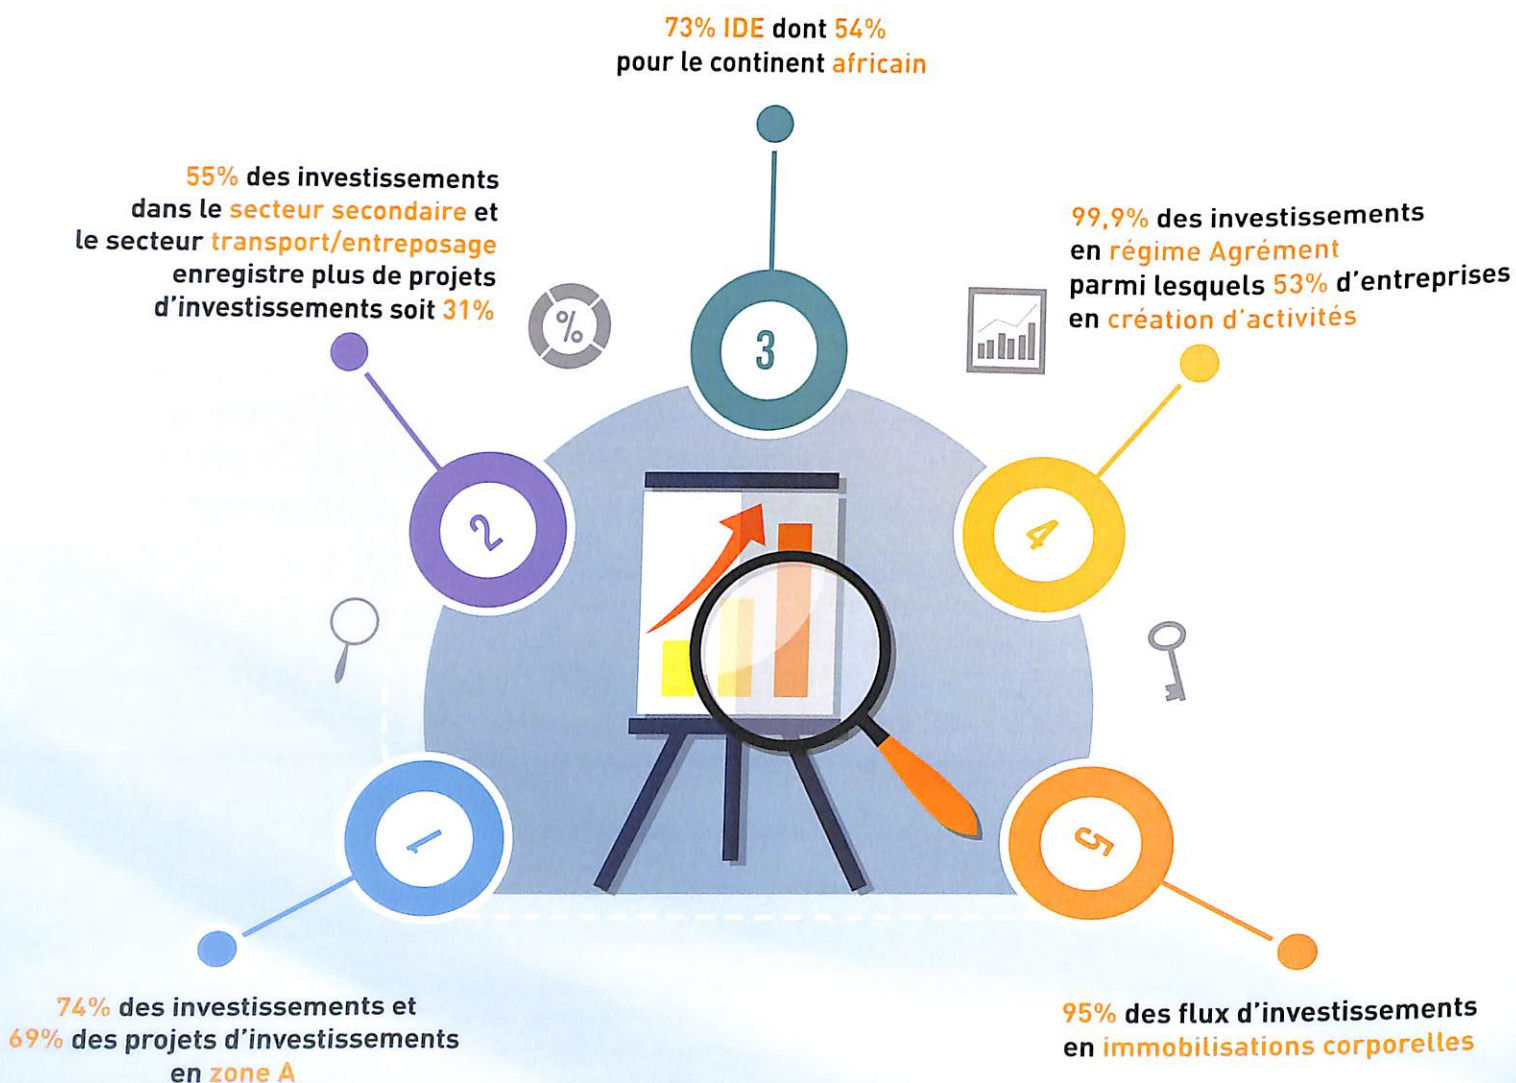 73% IDE dont 54%
pour le continent africain
55% des investissements
dans le secteur secondaire et
le secteur transport/entreposage
enregistre plus de projets
d'investissements soit 31%
99,9% des investissements
en régime Agrément
parmi lesquels 53% d'entreprises
en création d'activités
%
3
2
4
1
5
74% des investissements et
69% des projets d'investissements
en zone A
95% des flux d'investissements
en immobilisations corporelles